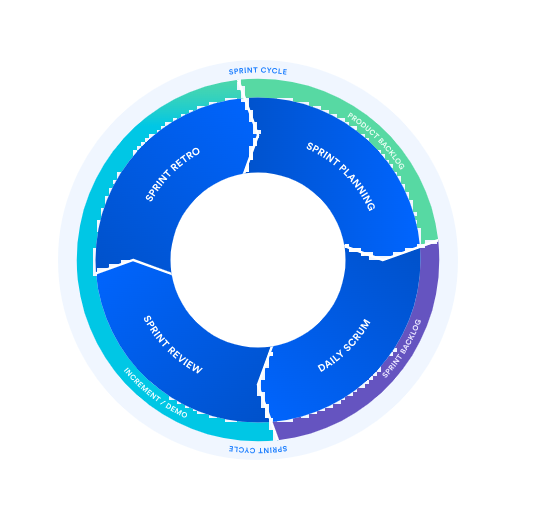 SPRINT CYCLE
PRODUCT BACKLOG
SPRINT PLANNING
SPRINT RETRO
DAILY SCRUM
SPRINT BACKLOG
SPRINT REVIEW
INCREMENT / DEMO
SPRINT CYCLE